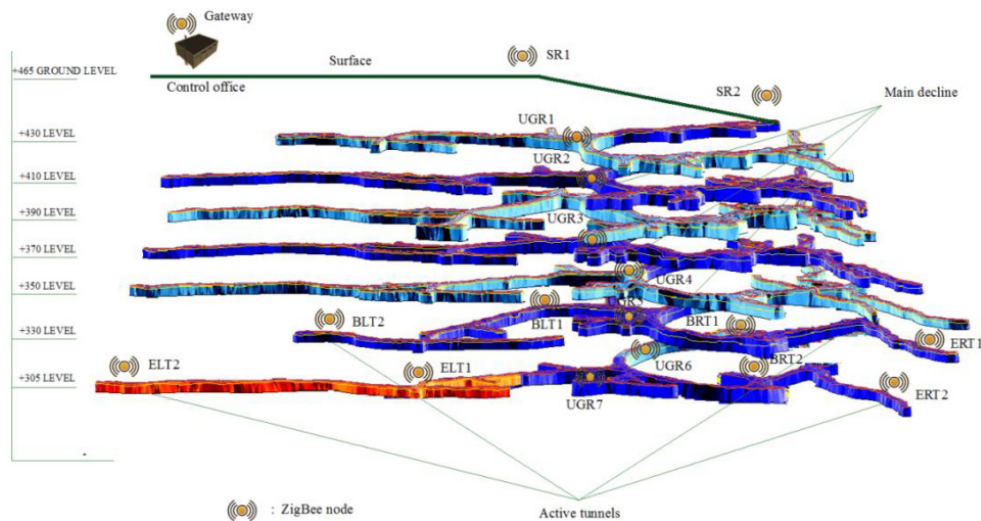 Gateway
SR1
Surface
+465 GROUND LEVEL
Control office
SR2
Main decline
UGR1
+430 LEVEL
UGR2
+410 LEVEL
+390 LEVEL
UGR3
+370 LEVEL
UGR4
+350 LEVEL
BLT2
BLT1
BRT1
+330 LEVEL
ERT1
ELT2
ELT1
UGR6
BRT2
+305 LEVEL
UGR7
ERT2
: ZigBee node
Active tunnels